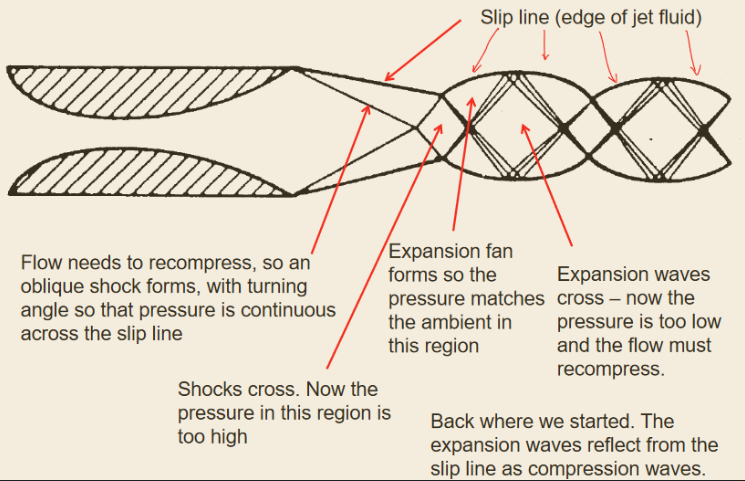 Slip line (edge of jet fluid)
Flow needs to recompress, so an
oblique shock forms, with turning
angle so that pressure is continuous
across the slip line
Shocks cross. Now the
pressure in this region is
too high
Expansion fan
forms so the
pressure matches
the ambient in
this region
Expansion waves
cross – now the
pressure is too low
and the flow must
recompress.
Back where we started. The
expansion waves reflect from the
slip line as compression waves.